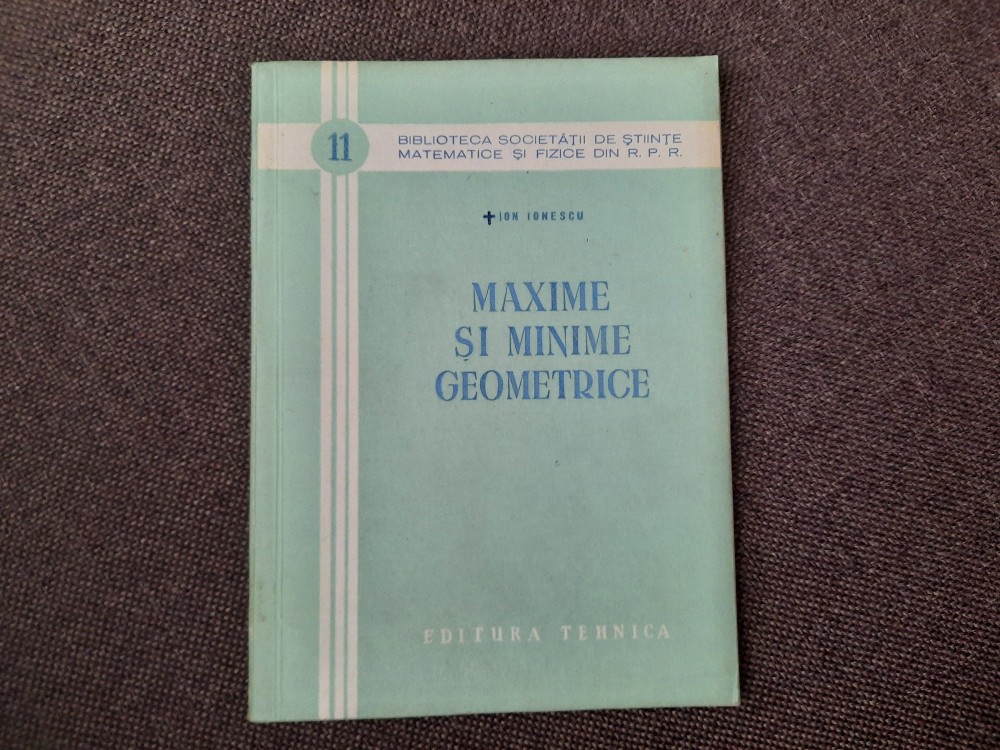 11
BIBLIOTECA SOCIETĂȚII DE ȘTIINȚE
MATEMATICE ȘI FIZICE DIN R. P. R.
✝ ION IONESCU
MAXIME
ȘI MINIME
GEOMETRICE
EDITURA TEHNICA